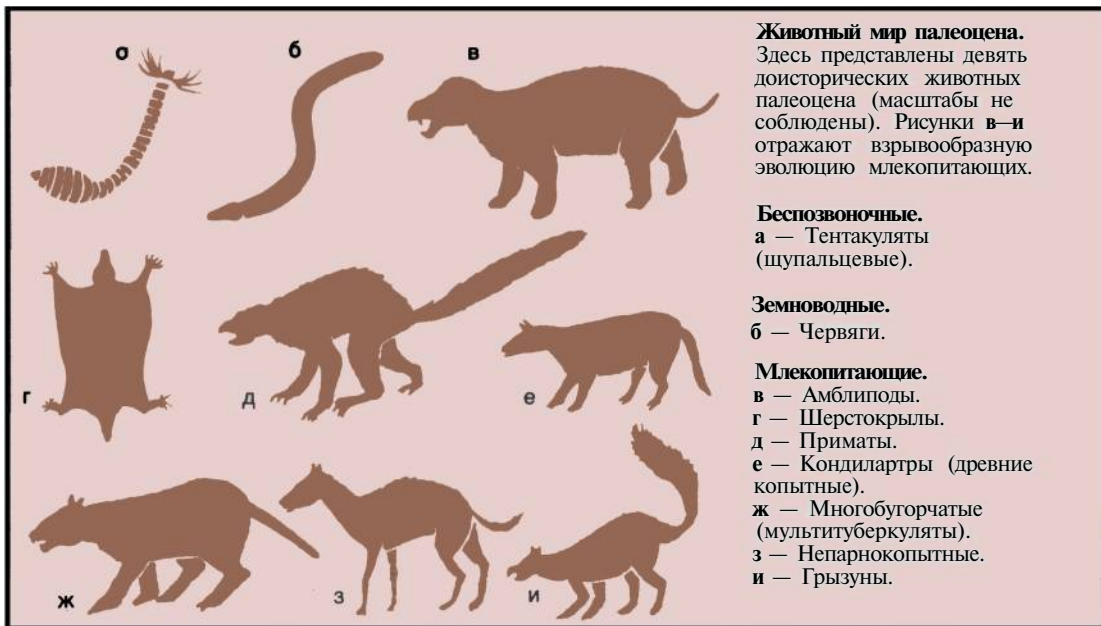 а
б
в
г
д
е
ж
з
и
Животный мир палеоцена.
Здесь представлены девять
доисторических животных
палеоцена (масштабы не
соблюдены). Рисунки в—и
отражают взрывообразную
эволюцию млекопитающих.
Беспозвоночные.
а — Тентакуляты
(щупальцевые).
Земноводные.
б — Червяги.
Млекопитающие.
в — Амблиподы.
г — Шерстокрылы.
д — Приматы.
е — Кондилартры (древние
копытные).
ж — Многобугорчатые
(мультитуберкуляты).
з — Непарнокопытные.
и — Грызуны.